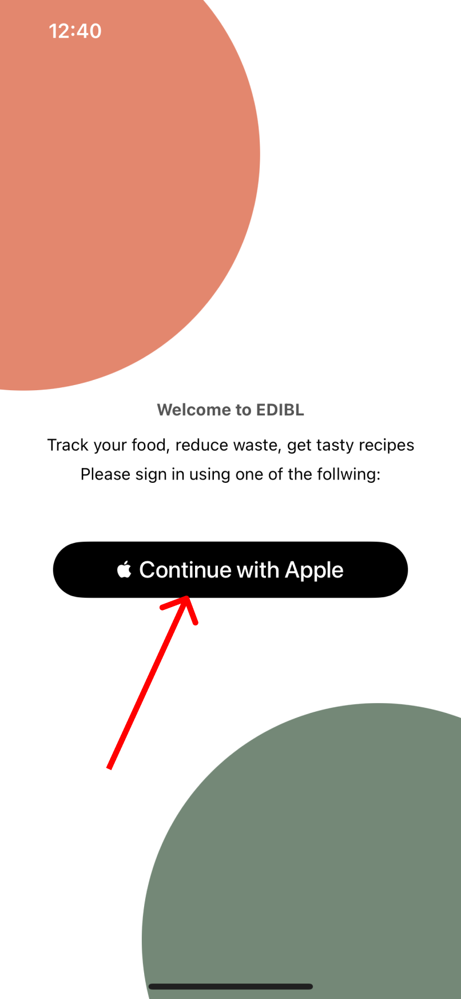 12:40
Welcome to EDIBL
Track your food, reduce waste, get tasty recipes
Please sign in using one of the follwing:
Continue with Apple